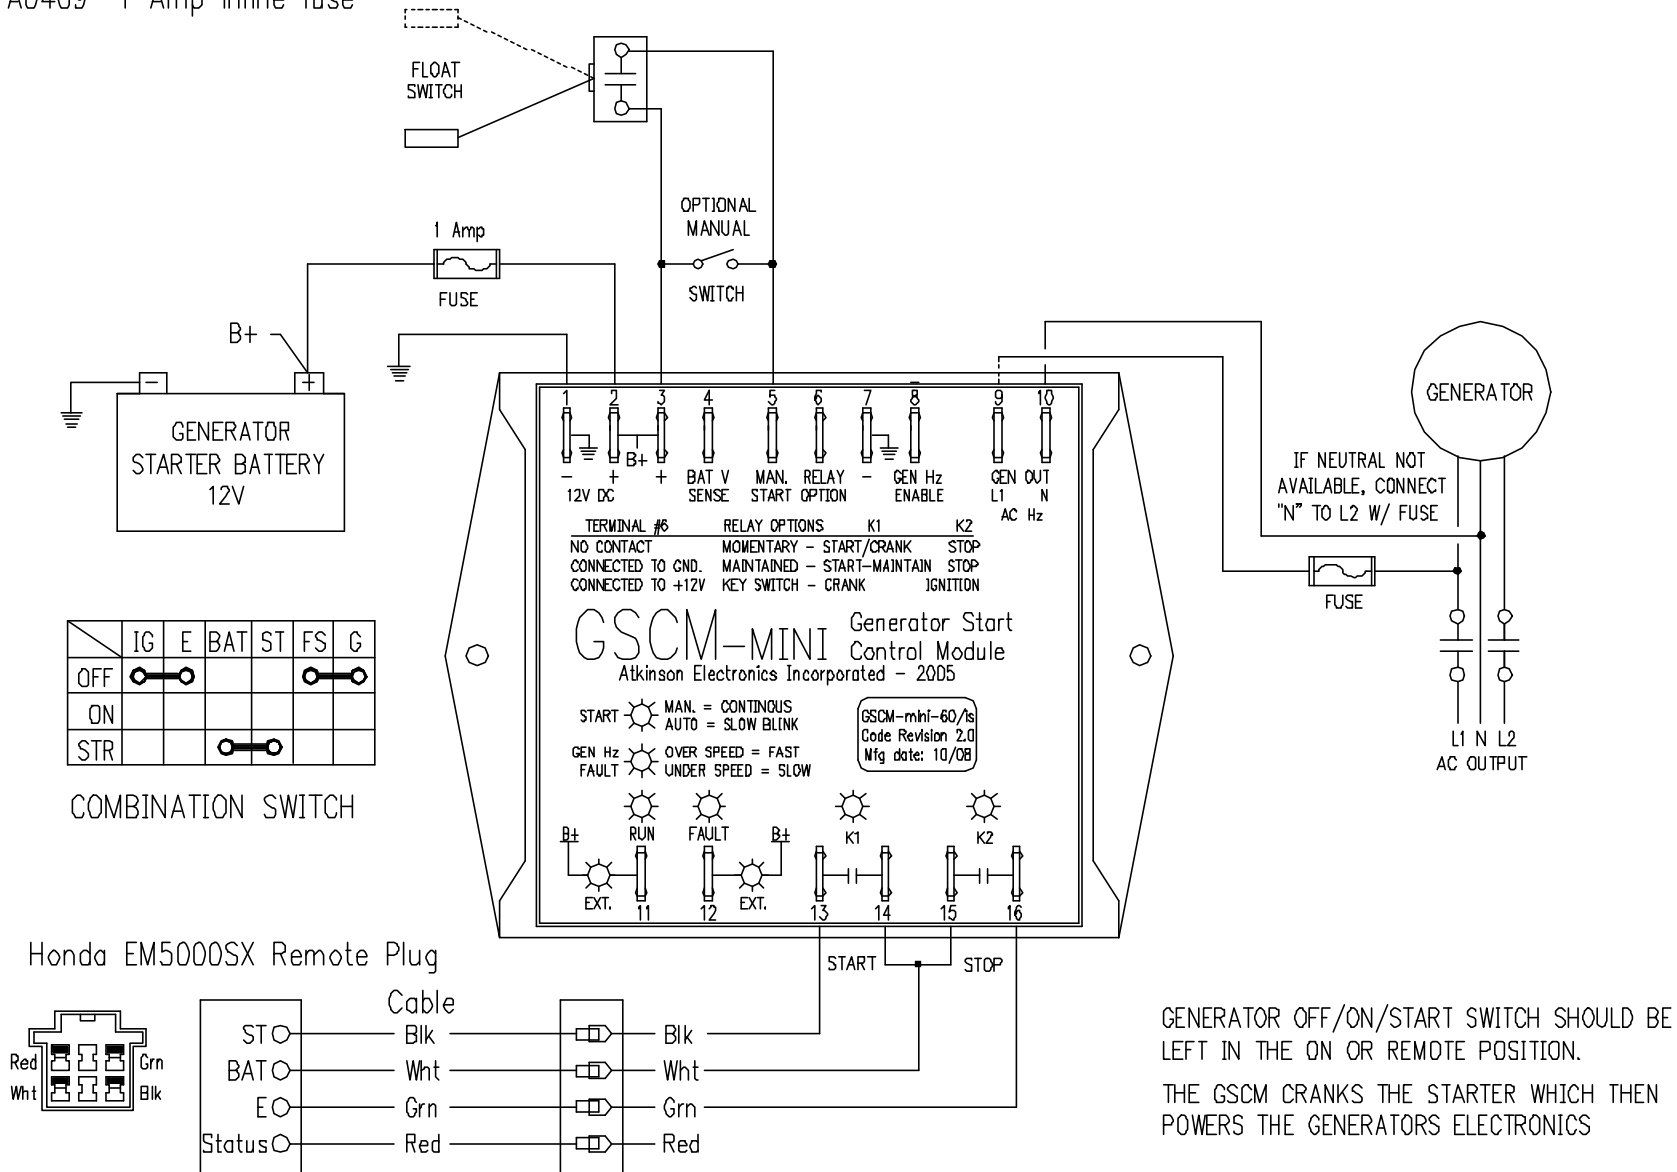 A0409 1 Amp inline fuse
FLOAT
SWITCH
OPTIONAL
MANUAL
SWITCH
1 Amp
FUSE
B+
- +
GENERATOR
STARTER BATTERY
12V
GENERATOR
IF NEUTRAL NOT
AVAILABLE, CONNECT
"N" TO L2 W/ FUSE
FUSE
L1 N L2
AC OUTPUT
1 2 3 4 5 6 7 8 9 10
B+
- + + BAT V MAN. RELAY - GEN Hz GEN OUT
12V DC SENSE START OPTION ENABLE L1 N
AC Hz
TERMINAL #6 RELAY OPTIONS K1 K2
NO CONTACT MOMENTARY - START/CRANK STOP
CONNECTED TO GND. MAINTAINED - START-MAINTAIN STOP
CONNECTED TO +12V KEY SWITCH - CRANK IGNITION
GSCM-MINI Generator Start
Control Module
Atkinson Electronics Incorporated - 2005
START MAN. = CONTINOUS
AUTO = SLOW BLINK
GEN Hz OVER SPEED = FAST
FAULT UNDER SPEED = SLOW
GSCM-mini-60/1s
Code Revision 2.0
Mfg date: 10/08
B+ RUN FAULT B+ K1 K2
EXT. EXT.
11 12 13 14 15 16
START STOP
IG E BAT ST FS G
OFF
ON
STR
COMBINATION SWITCH
Honda EM5000SX Remote Plug
Cable
Red Grn
Wht Blk
ST Blk Blk
BAT Wht Wht
E Grn Grn
Status Red Red
GENERATOR OFF/ON/START SWITCH SHOULD BE
LEFT IN THE ON OR REMOTE POSITION.
THE GSCM CRANKS THE STARTER WHICH THEN
POWERS THE GENERATORS ELECTRONICS